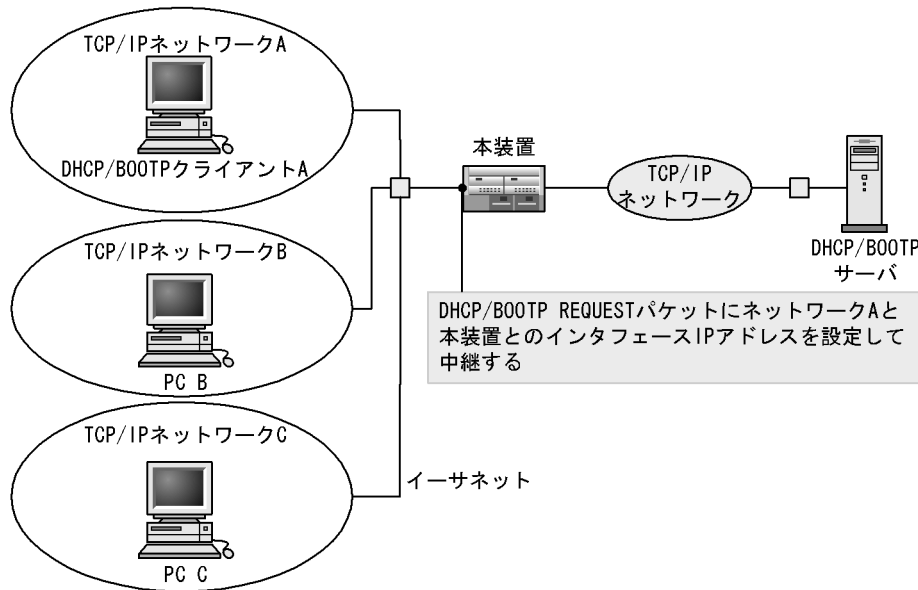 TCP/IPネットワークA
DHCP/BOOTPクライアントA
TCP/IPネットワークB
PC B
TCP/IPネットワークC
PC C
イーサネット
本装置
TCP/IP
ネットワーク
DHCP/BOOTP
サーバ
DHCP/BOOTP REQUESTパケットにネットワークAと
本装置とのインタフェースIPアドレスを設定して
中継する